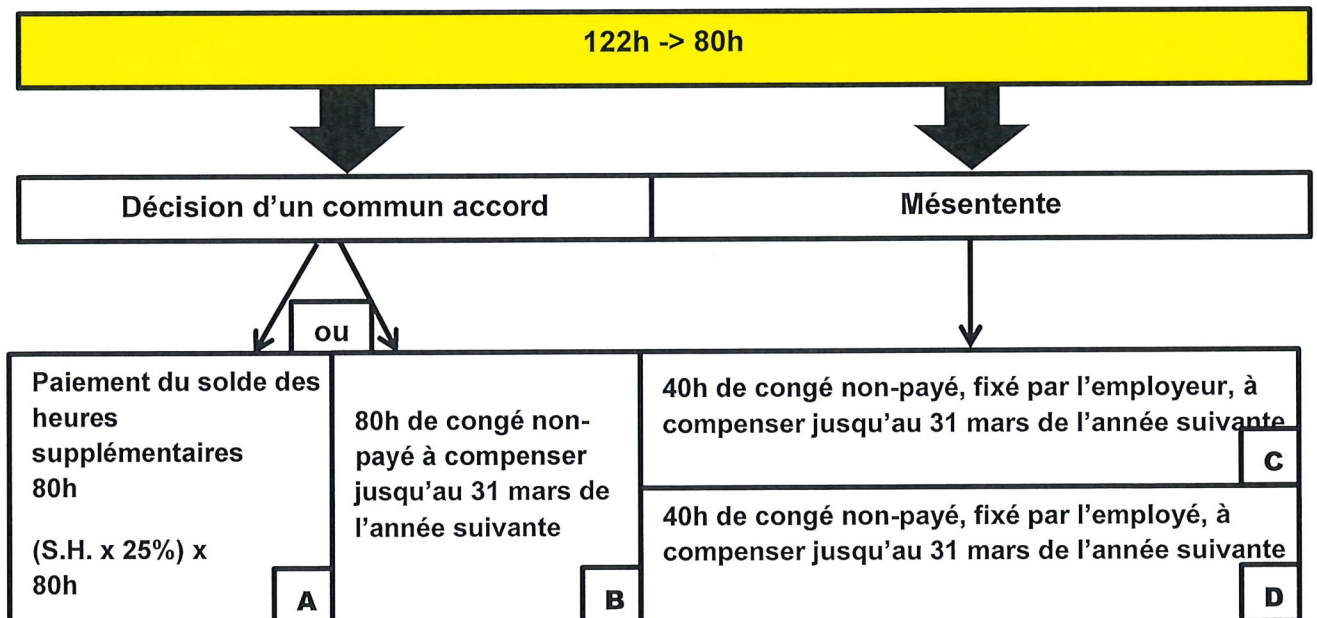 122h -> 80h
Décision d'un commun accord
Mésentente
ou
Paiement du solde des
heures
supplémentaires
80h
(S.H. x 25%) x
80h
A
80h de congé non-
payé à compenser
jusqu'au 31 mars de
l'année suivante
B
40h de congé non-payé, fixé par l'employeur, à
compenser jusqu'au 31 mars de l'année suivante
C
40h de congé non-payé, fixé par l'employé, à
compenser jusqu'au 31 mars de l'année suivante
D